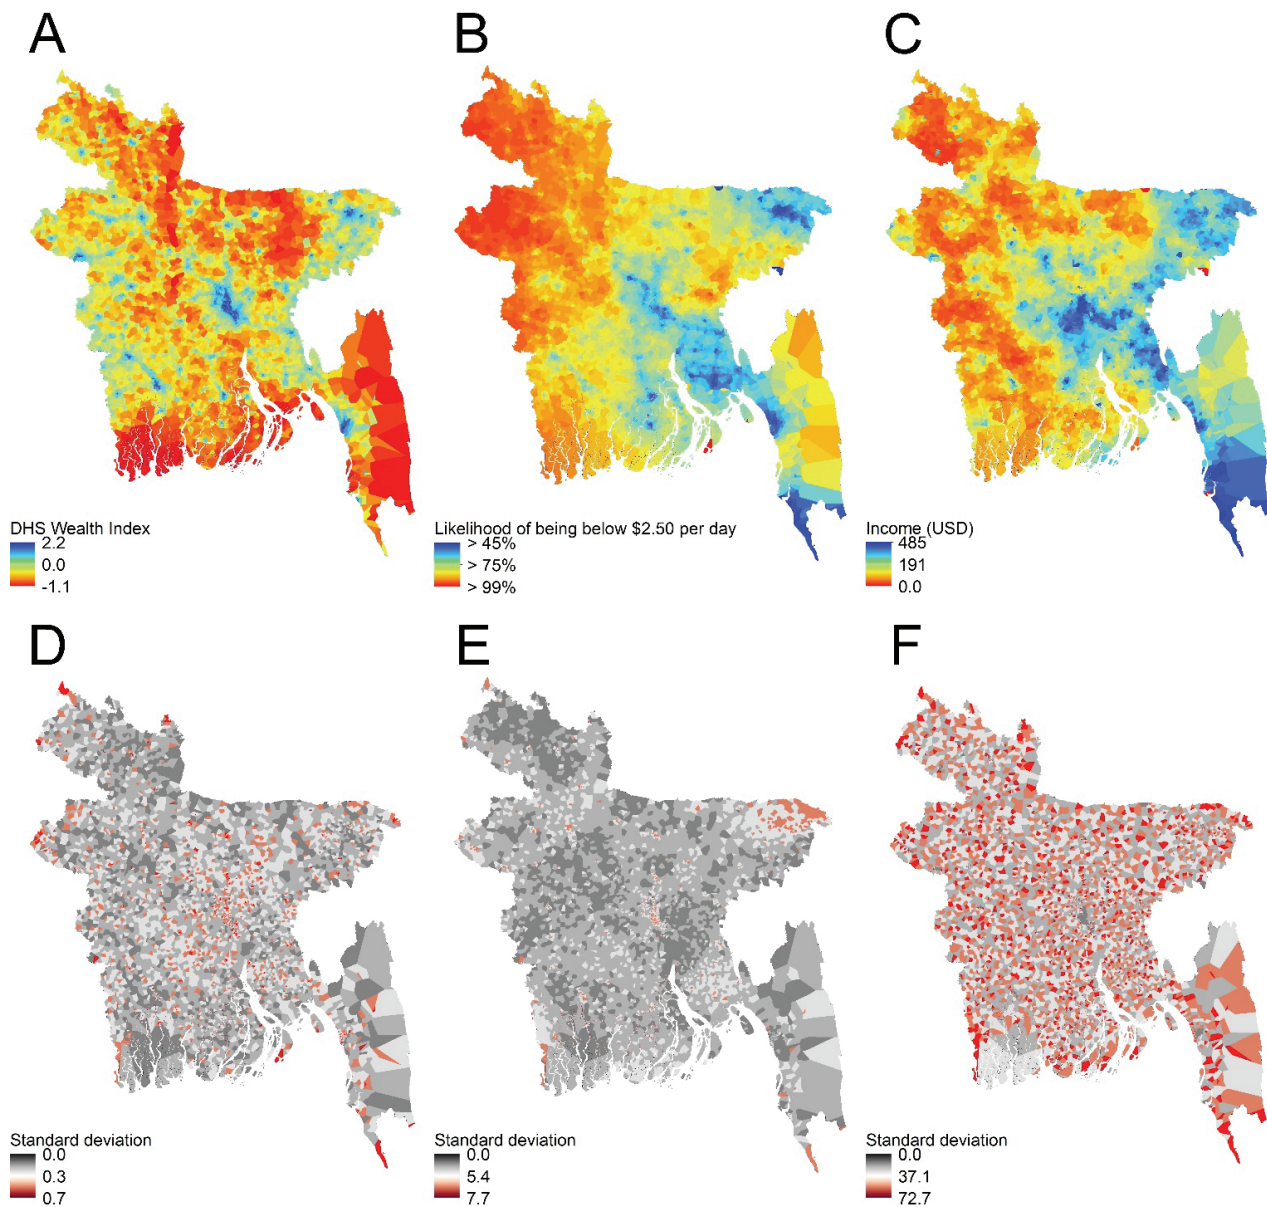 A
B
C
DHS Wealth Index
2.2
0.0
-1.1
Likelihood of being below $2.50 per day
> 45%
> 75%
> 99%
Income (USD)
485
191
0.0
D
E
F
Standard deviation
0.0
0.3
0.7
Standard deviation
0.0
5.4
7.7
Standard deviation
0.0
37.1
72.7